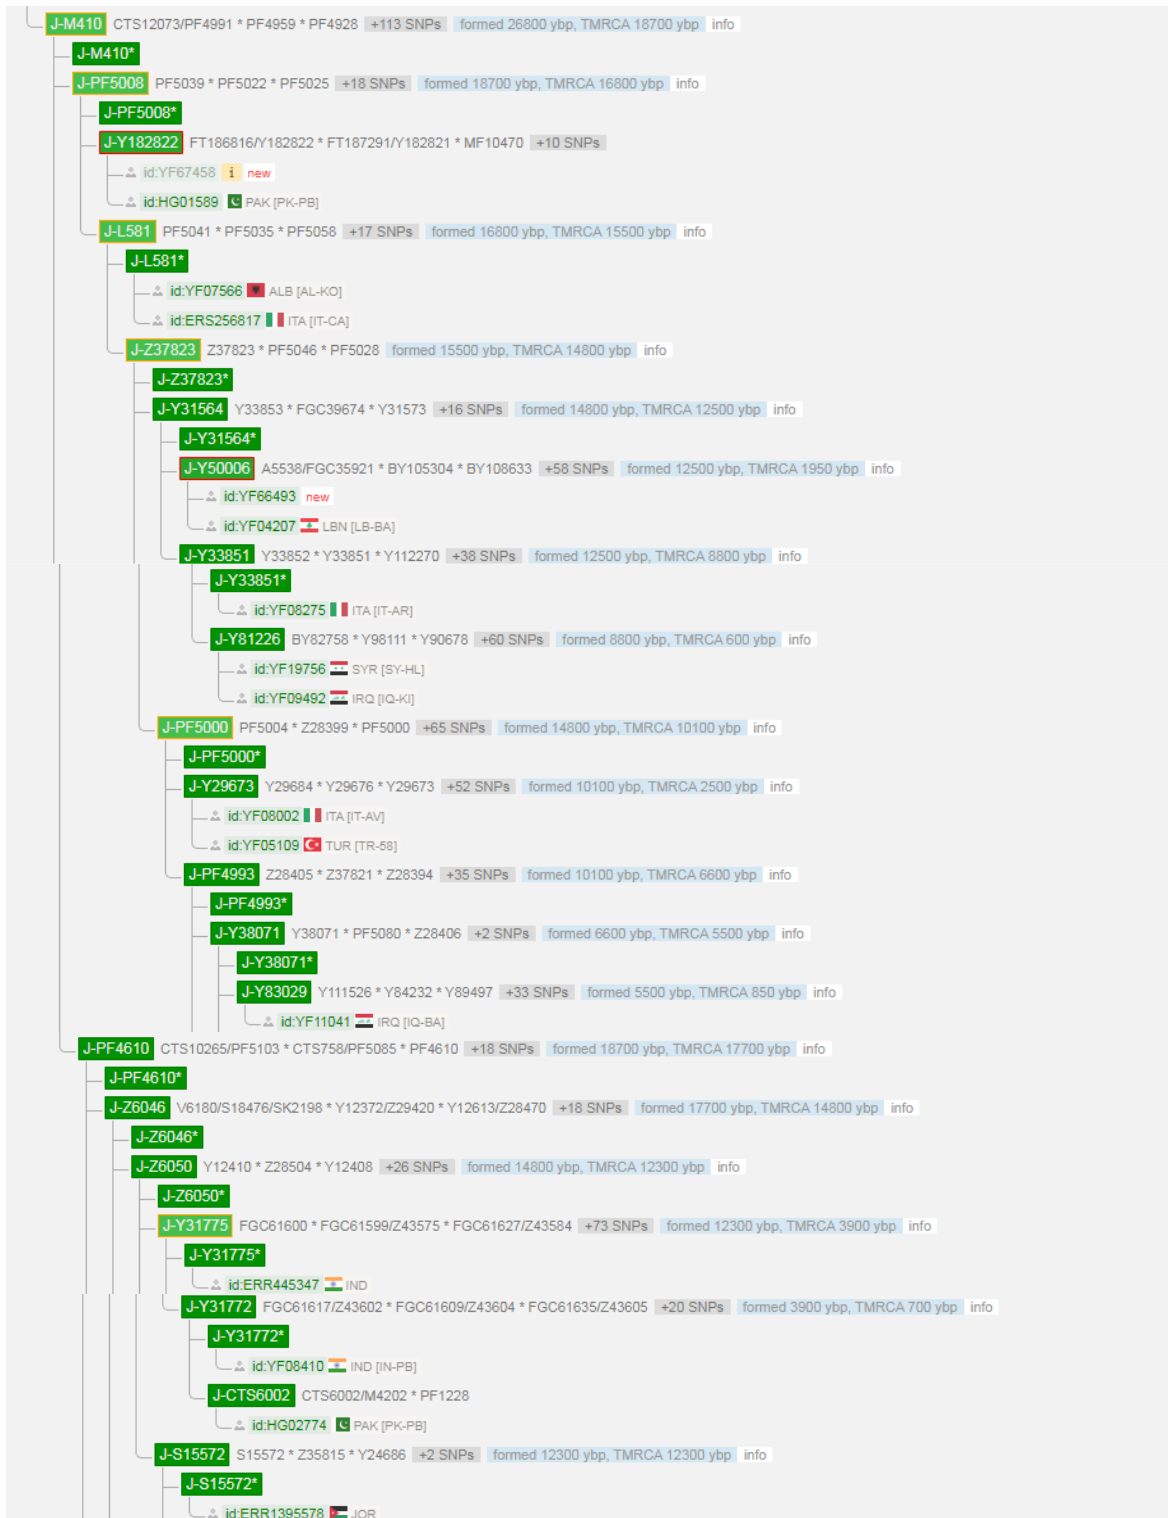 J-M410 CTS12073/PF4991 * PF4959 * PF4928 +113 SNPs formed 26800 ybp, TMRCA 18700 ybp info
J-M410*
J-PF5008 PF5039 * PF5022 * PF5025 +18 SNPs formed 18700 ybp, TMRCA 16800 ybp info
J-PF5008*
J-Y182822 FT186816/Y182822 * FT187291/Y182821 * MF10470 +10 SNPs
id:YF67458 i new
id:HG01589 PAK [PK-PB]
J-L581 PF5041 * PF5035 * PF5058 +17 SNPs formed 16800 ybp, TMRCA 15500 ybp info
J-L581*
id:YF07566 ALB [AL-KO]
id:ERS256817 ITA [IT-CA]
J-Z37823 Z37823 * PF5046 * PF5028 formed 15500 ybp, TMRCA 14800 ybp info
J-Z37823*
J-Y31564 Y33853 * FGC39674 * Y31573 +16 SNPs formed 14800 ybp, TMRCA 12500 ybp info
J-Y31564*
J-Y50006 A5538/FGC35921 * BY105304 * BY108633 +58 SNPs formed 12500 ybp, TMRCA 1950 ybp info
id:YF66493 new
id:YF04207 LBN [LB-BA]
J-Y33851 Y33852 * Y33851 * Y112270 +38 SNPs formed 12500 ybp, TMRCA 8800 ybp info
J-Y33851*
id:YF08275 ITA [IT-AR]
J-Y81226 BY82758 * Y98111 * Y90678 +60 SNPs formed 8800 ybp, TMRCA 600 ybp info
id:YF19756 SYR [SY-HL]
id:YF09492 IRQ [IQ-KI]
J-PF5000 PF5004 * Z28399 * PF5000 +65 SNPs formed 14800 ybp, TMRCA 10100 ybp info
J-PF5000*
J-Y29673 Y29684 * Y29676 * Y29673 +52 SNPs formed 10100 ybp, TMRCA 2500 ybp info
id:YF08002 ITA [IT-AV]
id:YF05109 TUR [TR-58]
J-PF4993 Z28405 * Z37821 * Z28394 +35 SNPs formed 10100 ybp, TMRCA 6600 ybp info
J-PF4993*
J-Y38071 Y38071 * PF5080 * Z28406 +2 SNPs formed 6600 ybp, TMRCA 5500 ybp info
J-Y38071*
J-Y83029 Y111526 * Y84232 * Y89497 +33 SNPs formed 5500 ybp, TMRCA 850 ybp info
id:YF11041 IRQ [IQ-BA]
J-PF4610 CTS10265/PF5103 * CTS758/PF5085 * PF4610 +18 SNPs formed 18700 ybp, TMRCA 17700 ybp info
J-PF4610*
J-Z6046 V6180/S18476/SK2198 * Y12372/Z29420 * Y12613/Z28470 +18 SNPs formed 17700 ybp, TMRCA 14800 ybp info
J-Z6046*
J-Z6050 Y12410 * Z28504 * Y12408 +26 SNPs formed 14800 ybp, TMRCA 12300 ybp info
J-Z6050*
J-Y31775 FGC61600 * FGC61599/Z43575 * FGC61627/Z43584 +73 SNPs formed 12300 ybp, TMRCA 3900 ybp info
J-Y31775*
id:ERR445347 IND
J-Y31772 FGC61617/Z43602 * FGC61609/Z43604 * FGC61635/Z43605 +20 SNPs formed 3900 ybp, TMRCA 700 ybp info
J-Y31772*
id:YF08410 IND [IN-PB]
J-CTS6002 CTS6002/M4202 * PF1228
id:HG02774 PAK [PK-PB]
J-S15572 S15572 * Z35815 * Y24686 +2 SNPs formed 12300 ybp, TMRCA 12300 ybp info
J-S15572*
id:ERR1395578 JOR